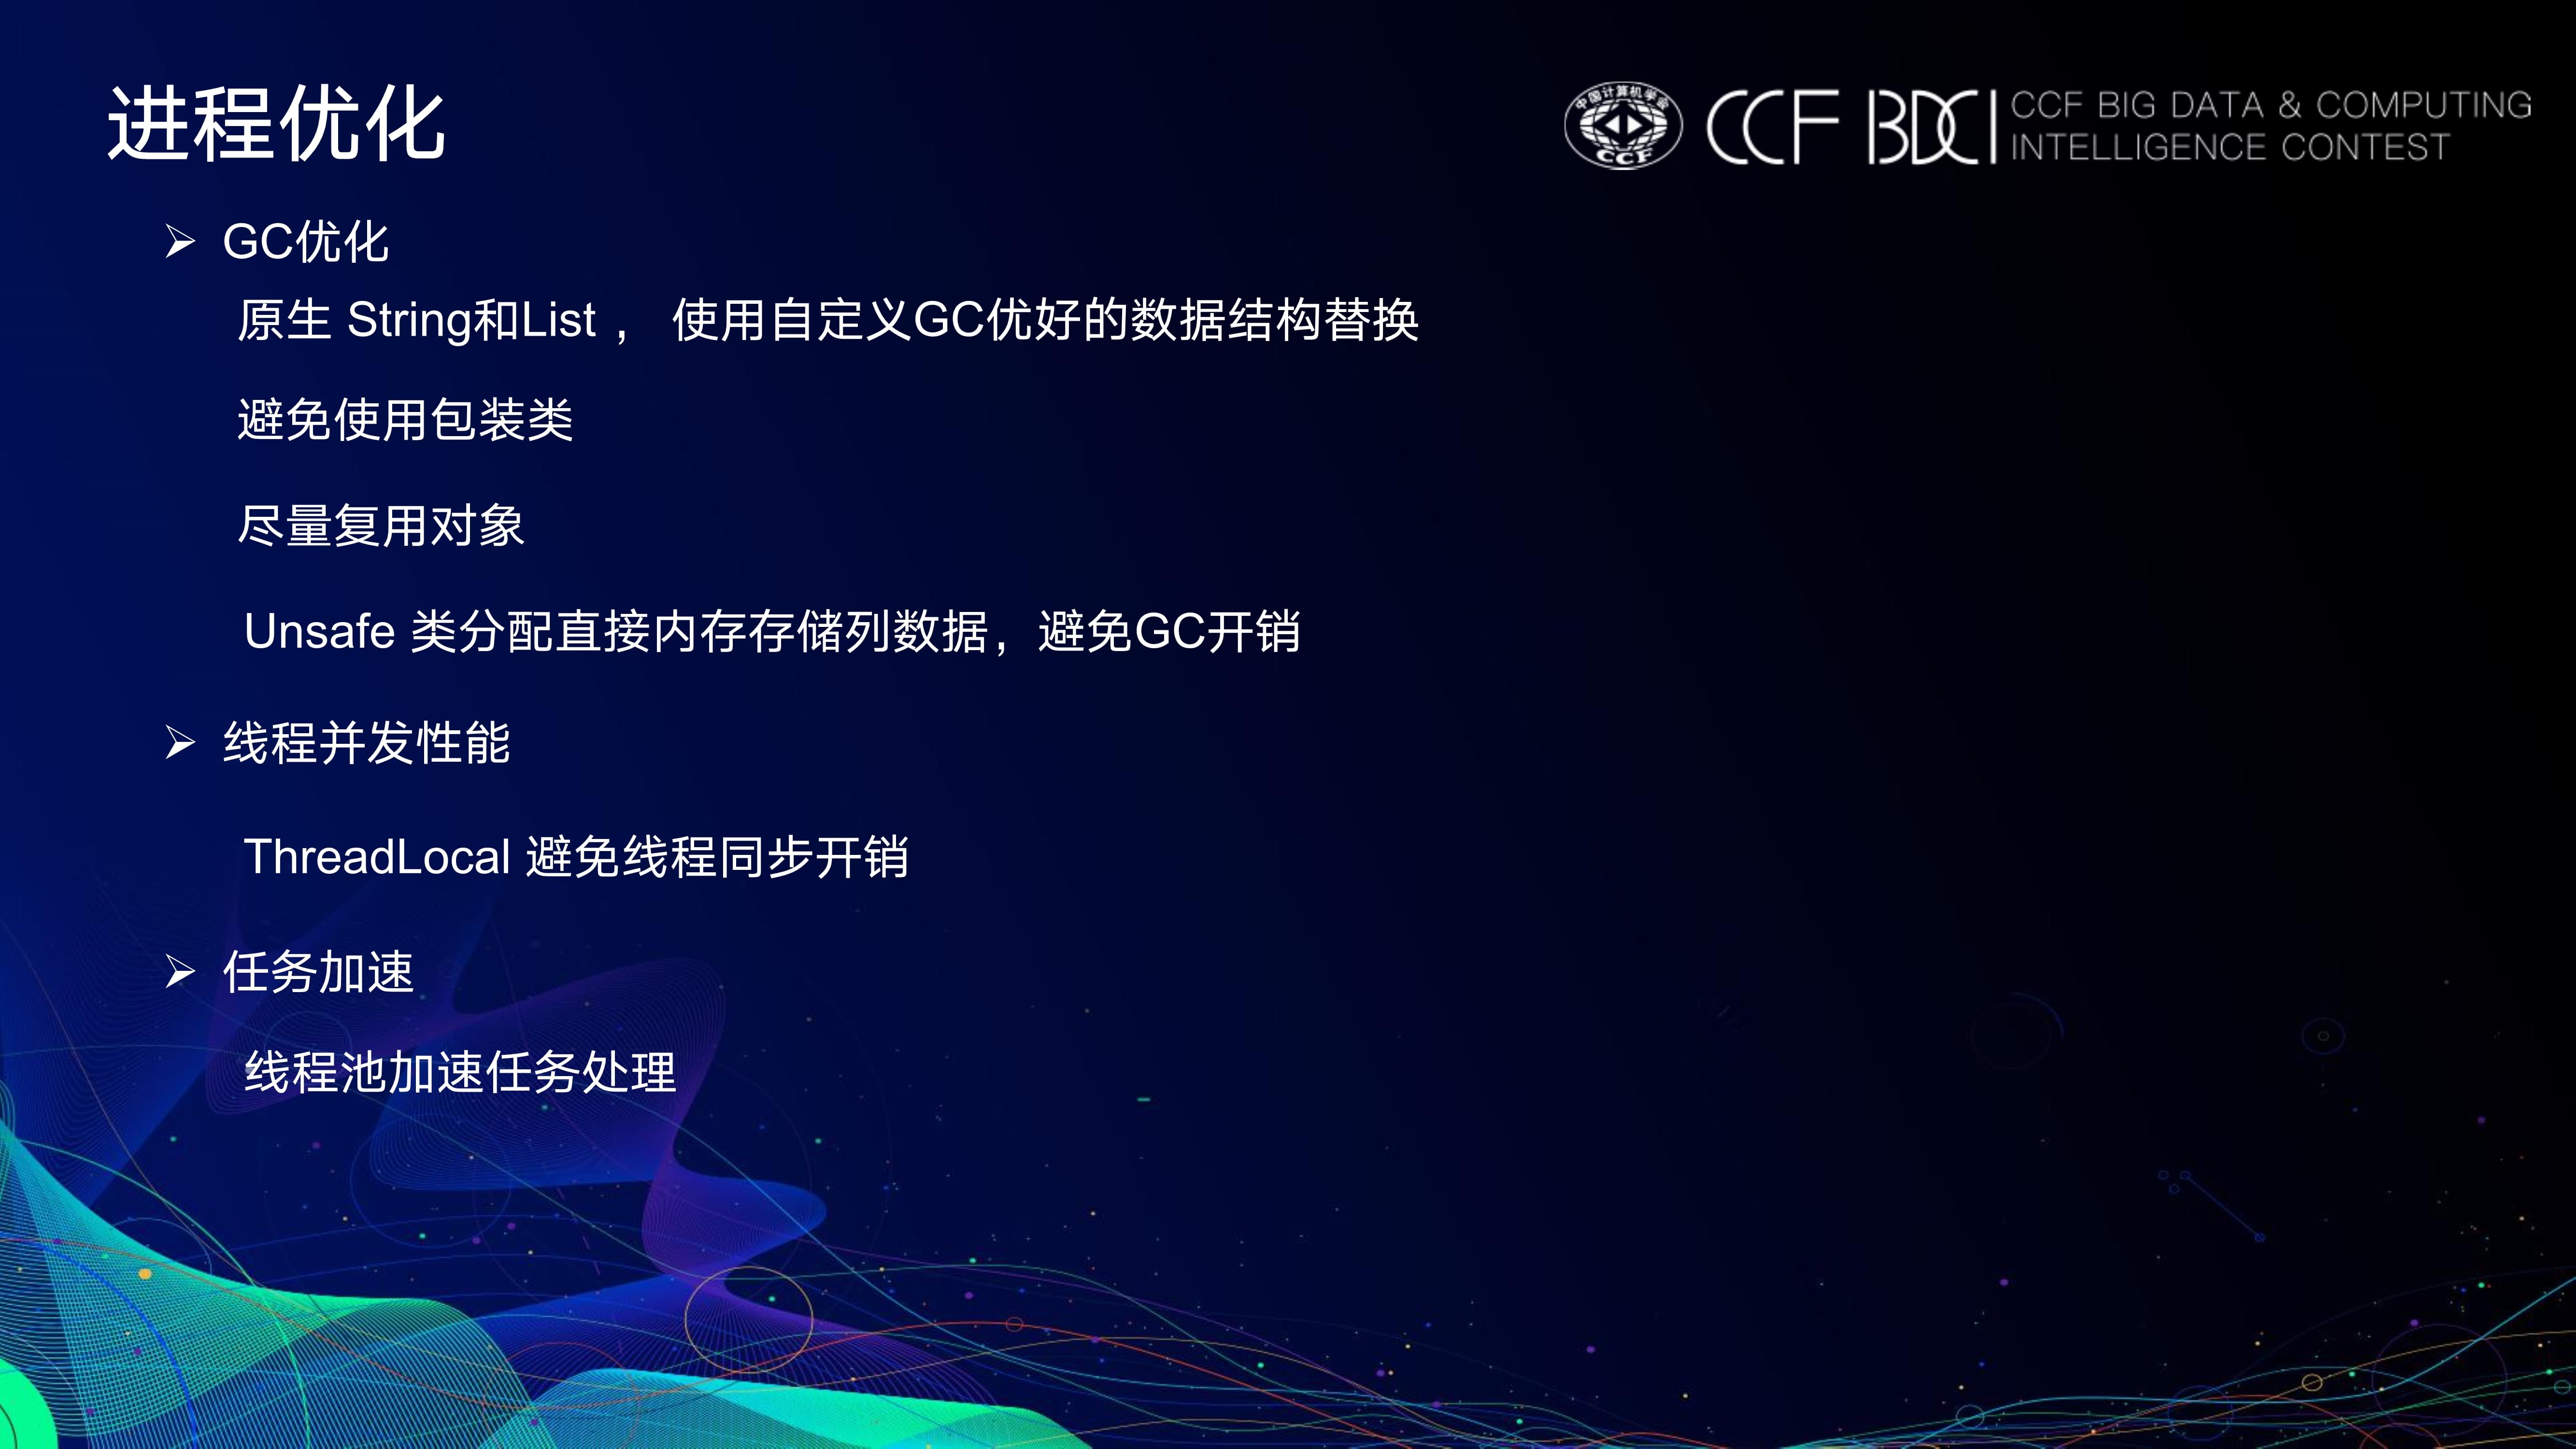 进程优化
中国计算机学会
CCF
CCF BDCI
CCF BIG DATA & COMPUTING
INTELLIGENCE CONTEST
GC优化
原生 String和List， 使用自定义GC优好的数据结构替换
避免使用包装类
尽量复用对象
Unsafe 类分配直接内存存储列数据，避免GC开销
线程并发性能
ThreadLocal 避免线程同步开销
任务加速
线程池加速任务处理